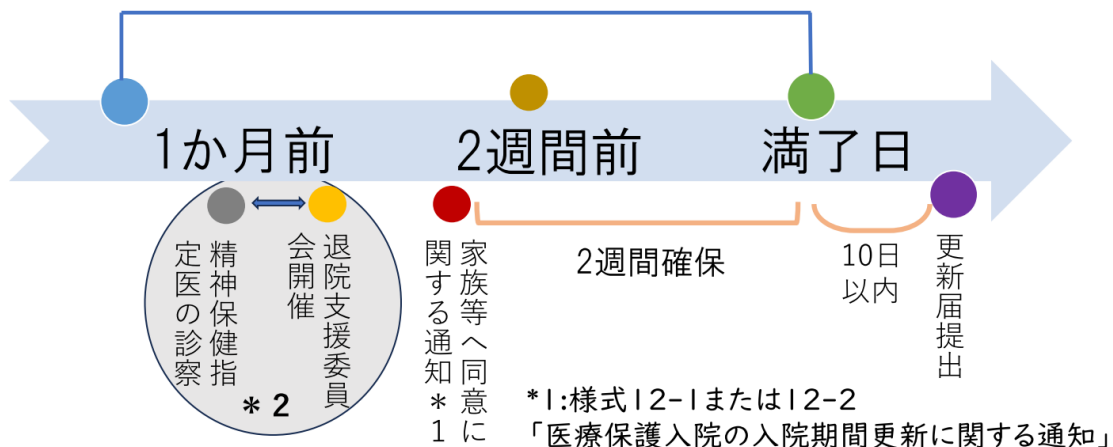 1か月前
2週間前
満了日
精神保健指
定医の診察
退院支援委員
会開催
*2
家族等へ同意に
関する通知*1
2週間確保
10日
以内
更新届提出
*1:様式12-1または12-2
「医療保護入院の入院期間更新に関する通知」